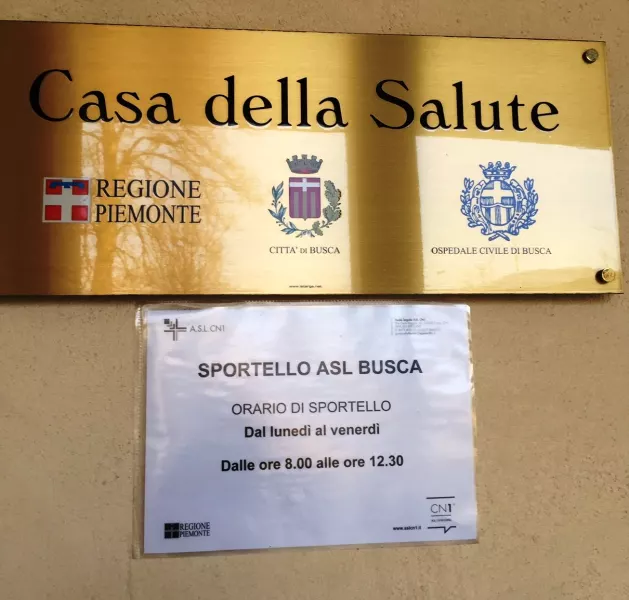 Casa della Salute
REGIONE
PIEMONTE
CITTA' DI BUSCA
OSPEDALE CIVILE DI BUSCA
A.S.L. CN1
SPORTELLO ASL BUSCA
ORARIO DI SPORTELLO
Dal lunedì al venerdì
Dalle ore 8.00 alle ore 12.30
REGIONE
PIEMONTE
CN1
www.aslcn1.it